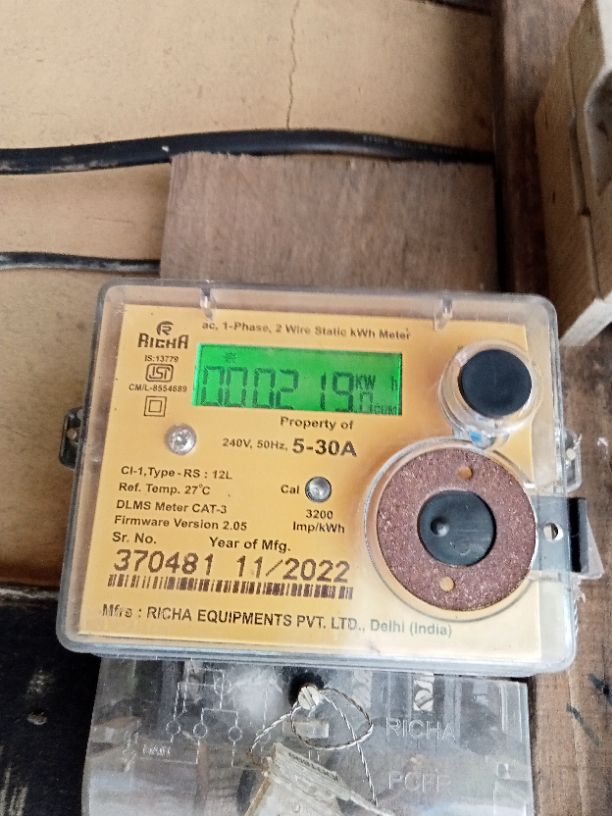 ac, 1-Phase, 2 Wire Static kWh Meter
RICHA
IS:13779
ISI
CM/L-8554689
000219.0 KW h
CUM
Property of
240V, 50Hz, 5-30A
Cl-1,Type-RS : 12L
Ref. Temp. 27°C
DLMS Meter CAT-3
Firmware Version 2.05
Cal
3200
Imp/kWh
Sr. No. Year of Mfg.
370481 11/2022
Mfrs : RICHA EQUIPMENTS PVT. LTD., Delhi (India)
RICHA